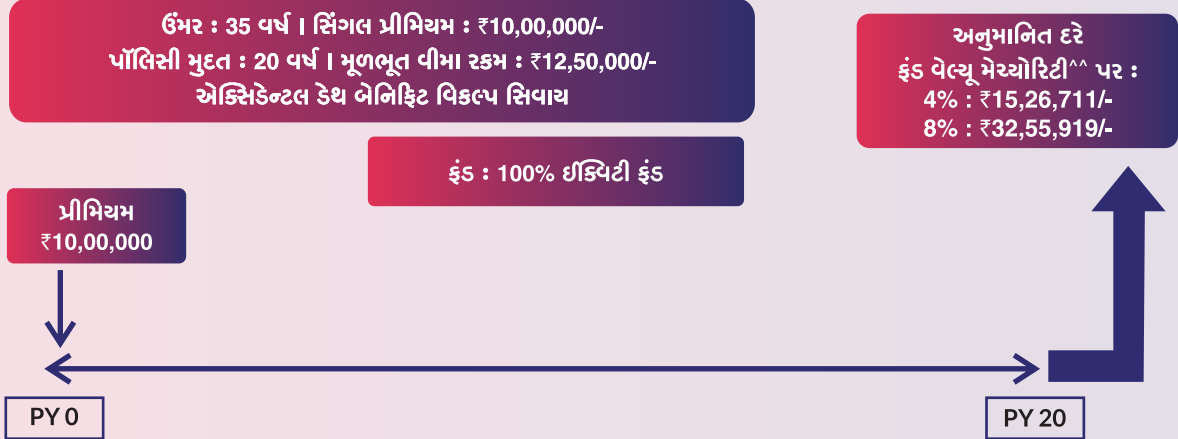 ઉંમર : 35 વર્ષ । સિંગલ પ્રીમિયમ : ₹10,00,000/-
પૉલિસી મુદત : 20 વર્ષ । મૂળભૂત વીમા રકમ : ₹12,50,000/-
એક્સિડેન્ટલ ડેથ બેનિફિટ વિકલ્પ સિવાય
અનુમાનિત દરે
ફંડ વેલ્યૂ મેચ્યોરિટી^^ પર :
4% : ₹15,26,711/-
8% : ₹32,55,919/-
ફંડ : 100% ઈક્વિટી ફંડ
પ્રીમિયમ
₹10,00,000
PY 0
PY 20